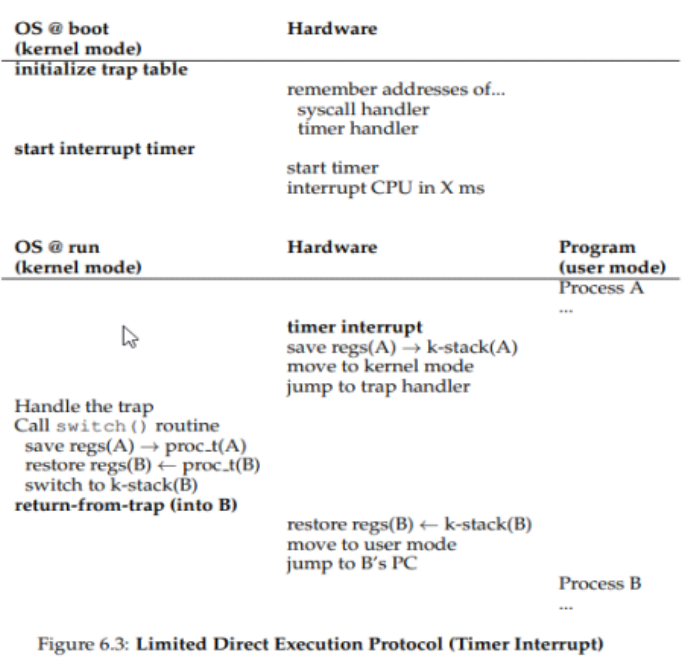 OS @ boot Hardware
(kernel mode)
initialize trap table
remember addresses of...
syscall handler
timer handler
start interrupt timer
start timer
interrupt CPU in X ms
OS @ run Hardware Program
(kernel mode) (user mode)
Process A
...
timer interrupt
save regs(A) → k-stack(A)
move to kernel mode
jump to trap handler
Handle the trap
Call switch() routine
save regs(A) → proc_t(A)
restore regs(B) ← proc_t(B)
switch to k-stack(B)
return-from-trap (into B)
restore regs(B) ← k-stack(B)
move to user mode
jump to B's PC
Process B
...
Figure 6.3: Limited Direct Execution Protocol (Timer Interrupt)